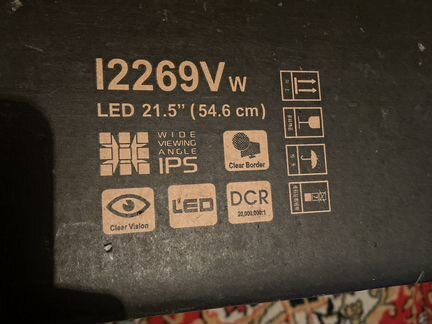 I2269Vw
LED 21.5" (54.6 cm)
WIDE
VIEWING
ANGLE
IPS
Clear Border
Clear Vision
LED
DCR
20,000,000:1